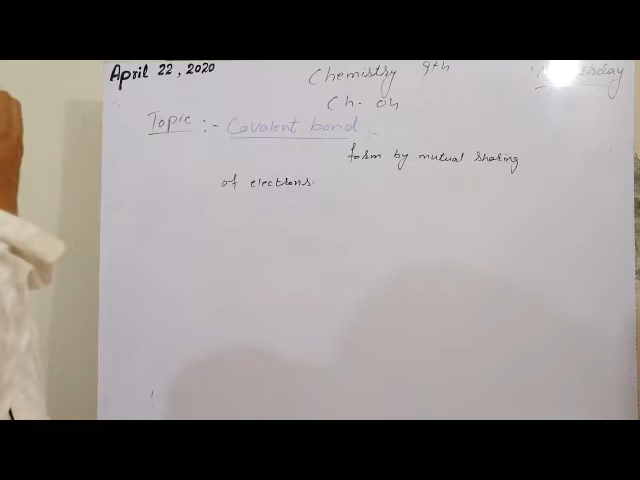 April 22, 2020
Chemistry 9th
Ch. 04
Topic :- Covalent bond :-
form by mutual sharing
of electrons.